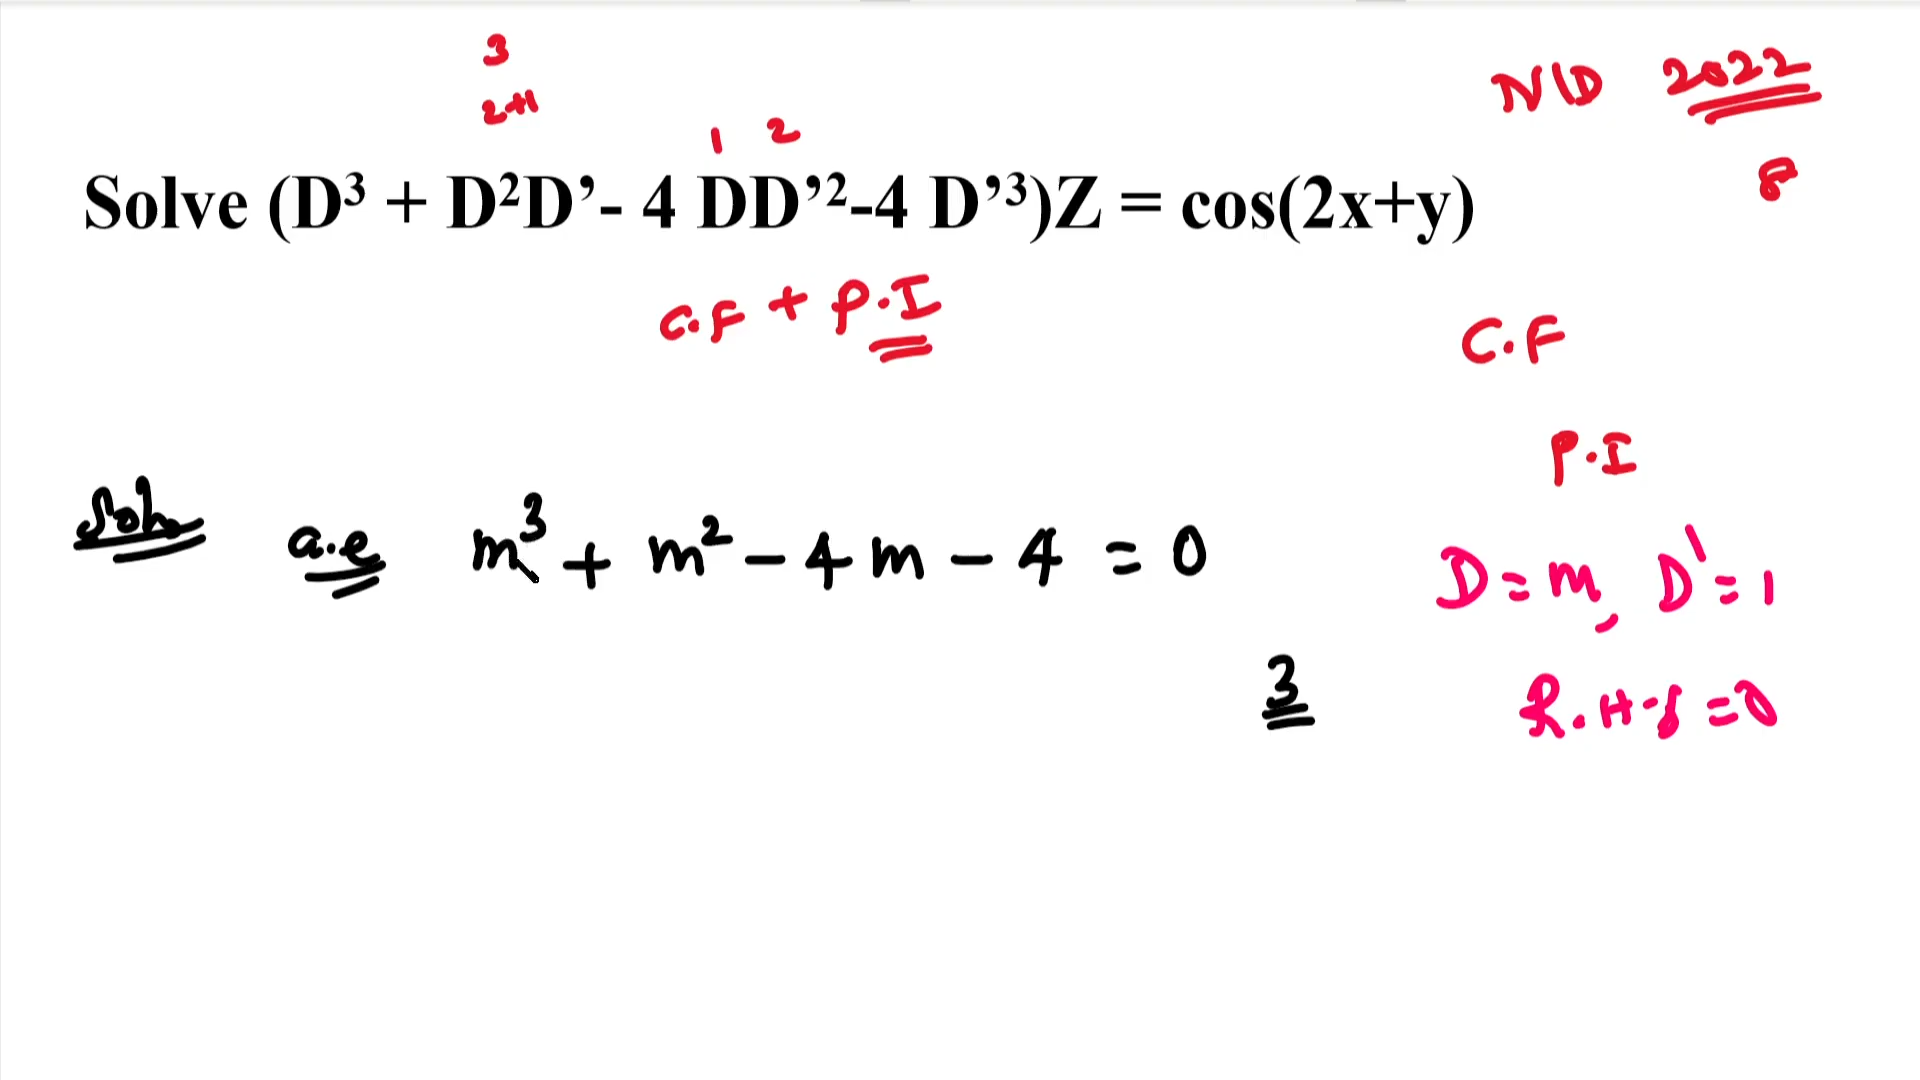 3
2+1
1 2
N/D 2022
8
Solve (D³ + D²D’- 4 DD’²-4 D’³)Z = cos(2x+y)
C.F + P.I
C.F
P.I
Soln a.e m³ + m² - 4m - 4 = 0
D=m, D'=1
3
R.H.S=0